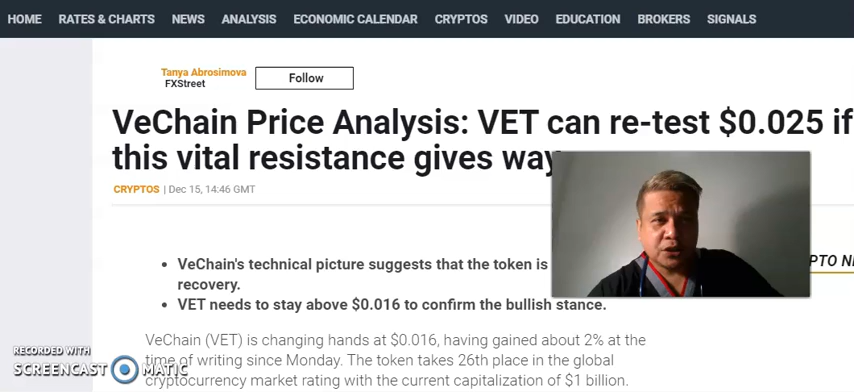 HOME RATES & CHARTS NEWS ANALYSIS ECONOMIC CALENDAR CRYPTOS VIDEO EDUCATION BROKERS SIGNALS
Tanya Abrosimova
FXStreet
Follow
VeChain Price Analysis: VET can re-test $0.025 if
this vital resistance gives way
CRYPTOS | Dec 15, 14:46 GMT
• VeChain's technical picture suggests that the token is
recovery.
• VET needs to stay above $0.016 to confirm the bullish stance.
VeChain (VET) is changing hands at $0.016, having gained about 2% at the
time of writing since Monday. The token takes 26th place in the global
cryptocurrency market rating with the current capitalization of $1 billion.
RECORDED WITH
SCREENCAST MATIC